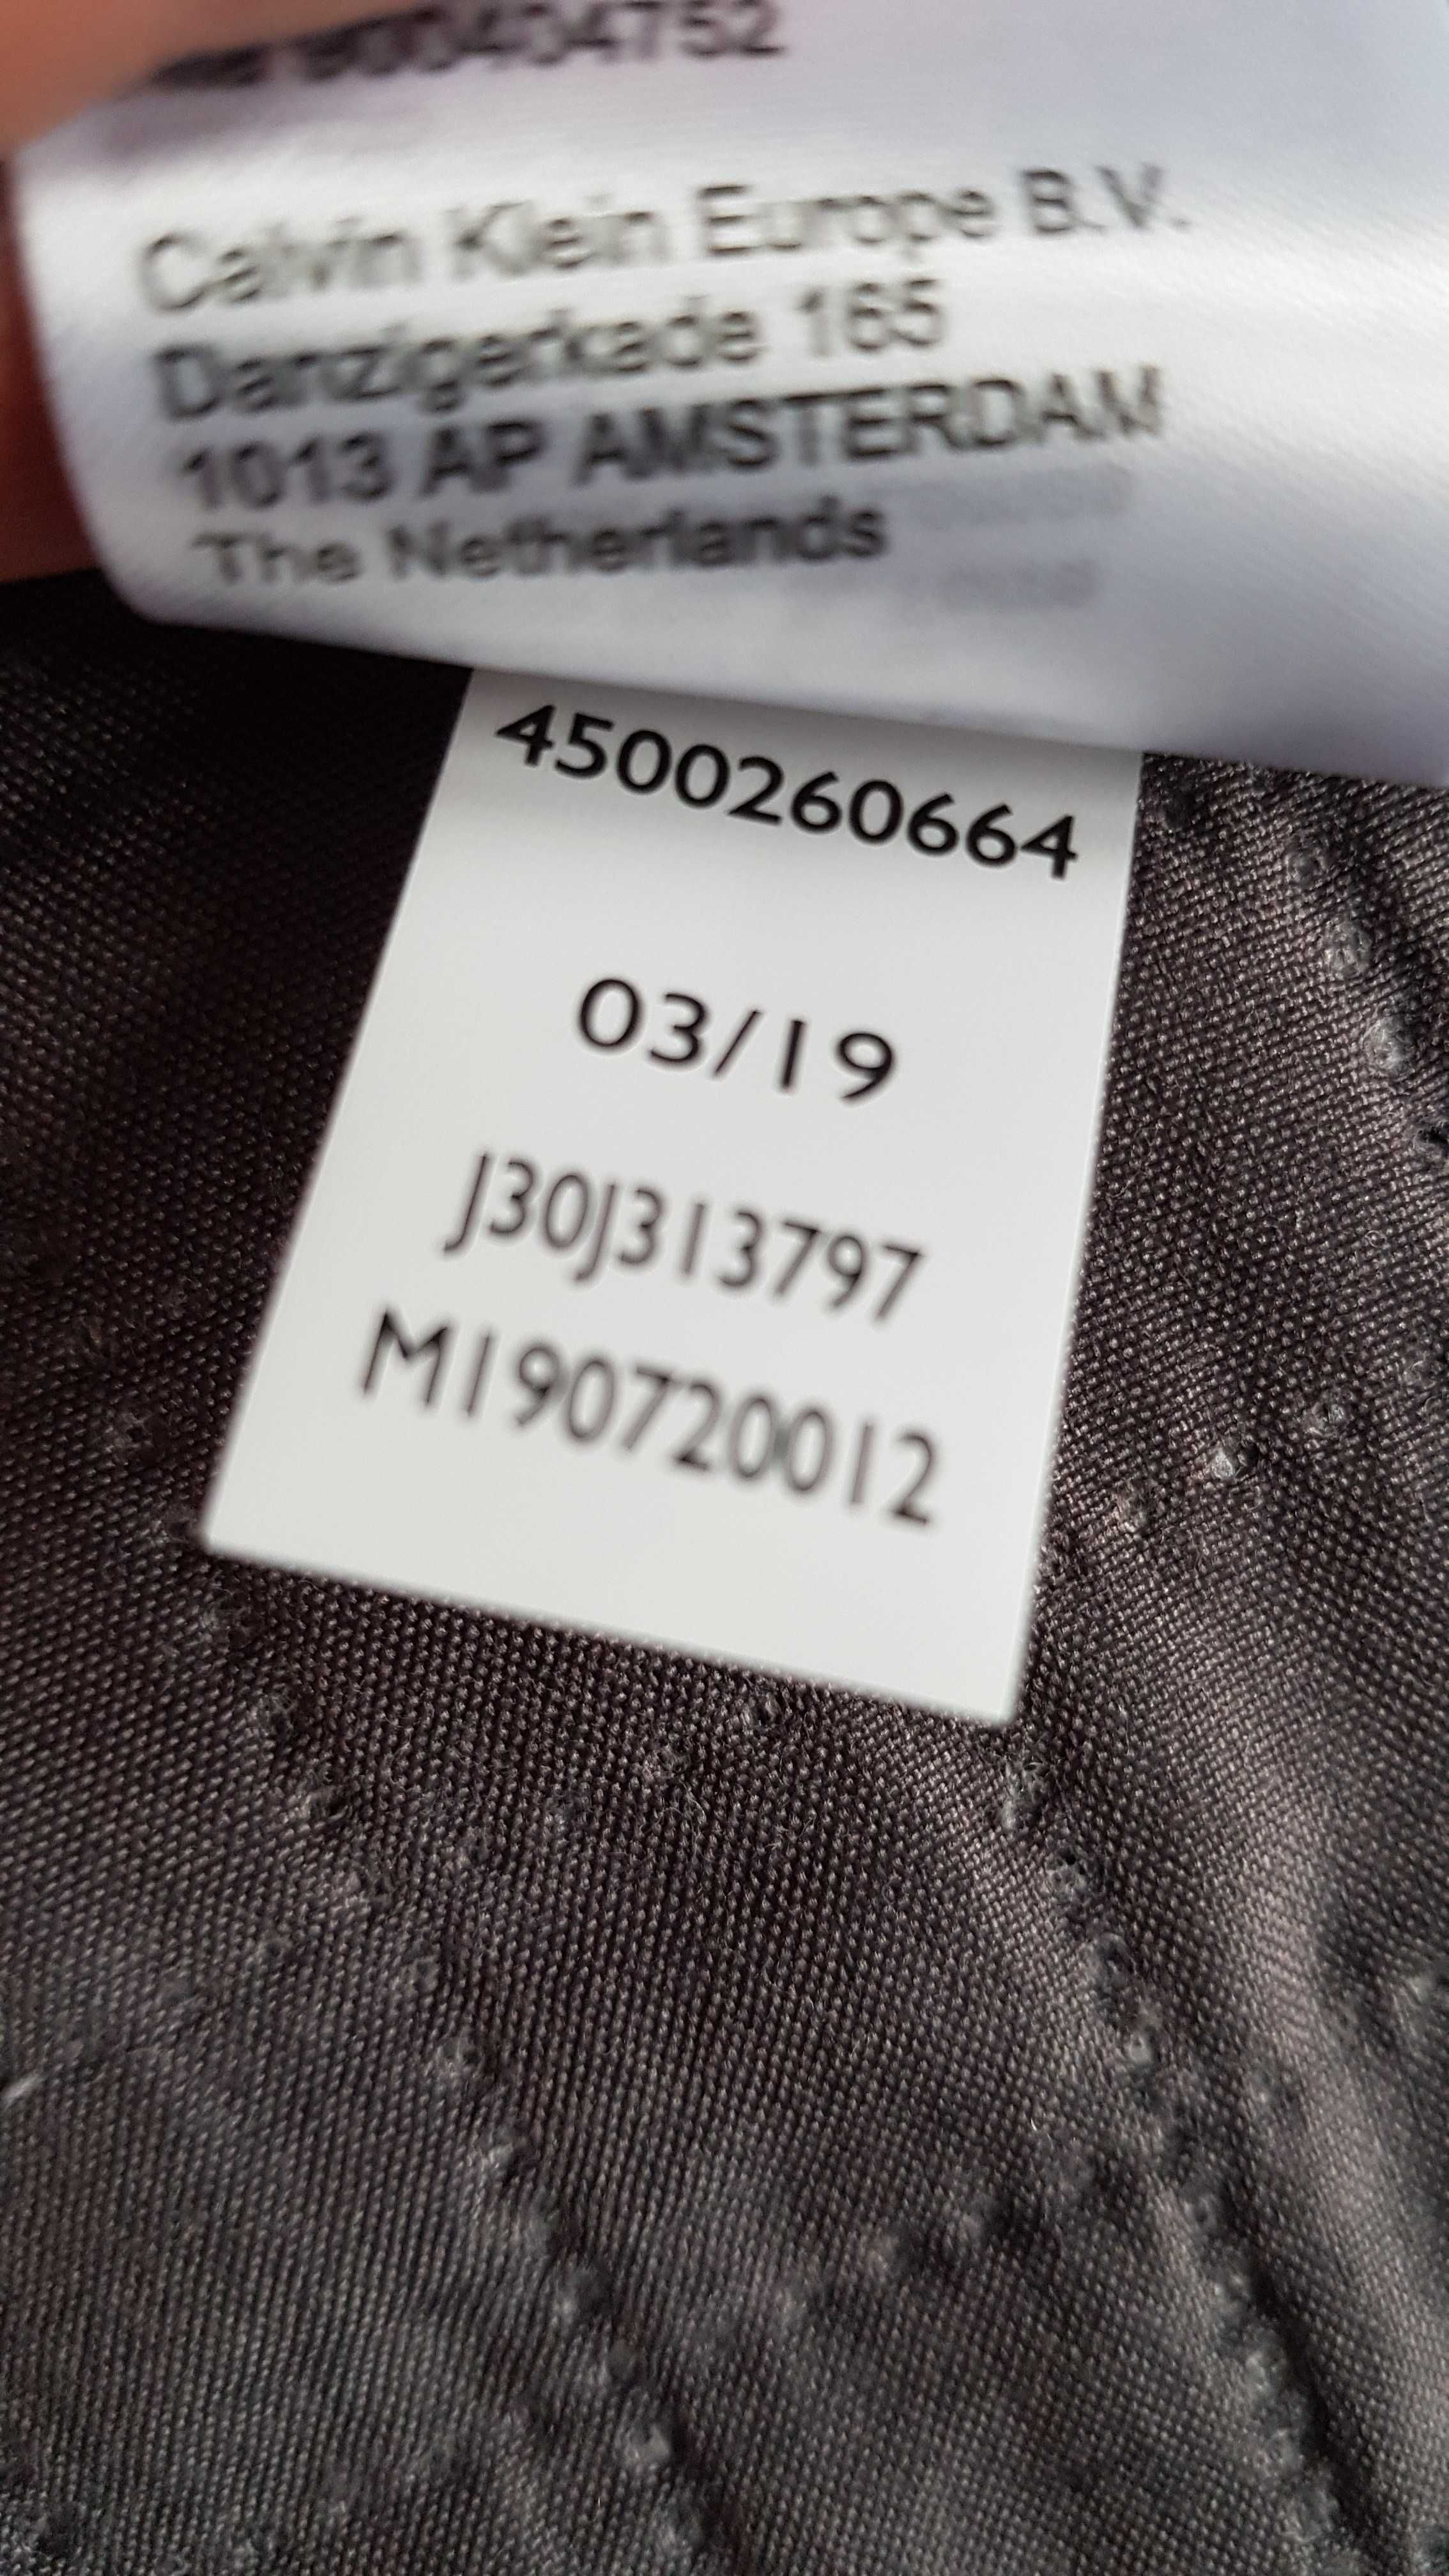 Calvin Klein Europe B.V.
Danzigerkade 165
1013 AP AMSTERDAM
The Netherlands
4500260664
03/19
J30J313797
M190720012